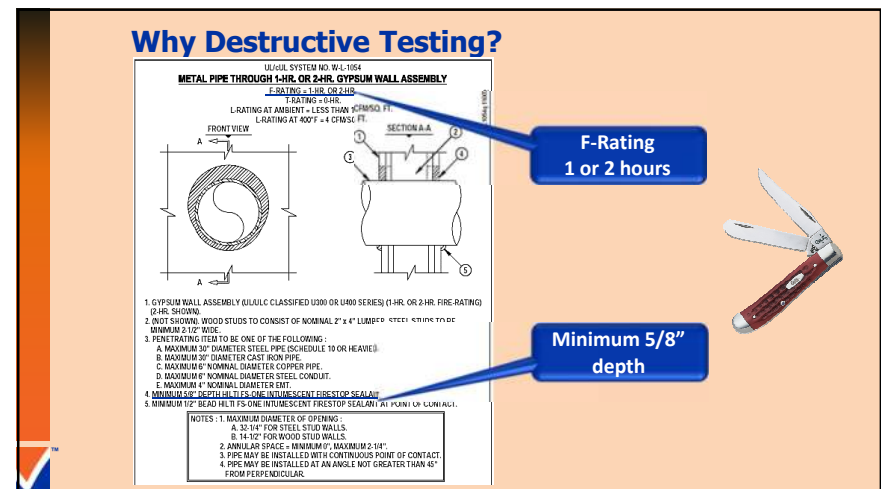 Why Destructive Testing?
UL/cUL SYSTEM NO. W-L-1054
METAL PIPE THROUGH 1-HR. OR 2-HR. GYPSUM WALL ASSEMBLY
F-RATING = 1-HR. OR 2-HR.
T-RATING = 0-HR.
L-RATING AT AMBIENT = LESS THAN 1 CFM/SQ. FT.
L-RATING AT 400°F = 4 CFM/SQ. FT.
FRONT VIEW
SECTION A-A
A
A
1
2
3
4
5
F-Rating
1 or 2 hours
1. GYPSUM WALL ASSEMBLY (UL/ULC CLASSIFIED U300 OR U400 SERIES) (1-HR. OR 2-HR. FIRE-RATING)
(2-HR. SHOWN).
2. (NOT SHOWN). WOOD STUDS TO CONSIST OF NOMINAL 2" x 4" LUMBER. STEEL STUDS TO BE
MINIMUM 2-1/2" WIDE.
3. PENETRATING ITEM TO BE ONE OF THE FOLLOWING :
A. MAXIMUM 30" DIAMETER STEEL PIPE (SCHEDULE 10 OR HEAVIER).
B. MAXIMUM 30" DIAMETER CAST IRON PIPE.
C. MAXIMUM 6" NOMINAL DIAMETER COPPER PIPE.
D. MAXIMUM 6" NOMINAL DIAMETER STEEL CONDUIT.
E. MAXIMUM 4" NOMINAL DIAMETER EMT.
4. MINIMUM 5/8" DEPTH HILTI FS-ONE INTUMESCENT FIRESTOP SEALANT
5. MINIMUM 1/2" BEAD HILTI FS-ONE INTUMESCENT FIRESTOP SEALANT AT POINT OF CONTACT.
Minimum 5/8”
depth
NOTES : 1. MAXIMUM DIAMETER OF OPENING :
A. 32-1/4" FOR STEEL STUD WALLS.
B. 14-1/2" FOR WOOD STUD WALLS.
2. ANNULAR SPACE = MINIMUM 0", MAXIMUM 2-1/4".
3. PIPE MAY BE INSTALLED WITH CONTINUOUS POINT OF CONTACT.
4. PIPE MAY BE INSTALLED AT AN ANGLE NOT GREATER THAN 45°
FROM PERPENDICULAR.
TM